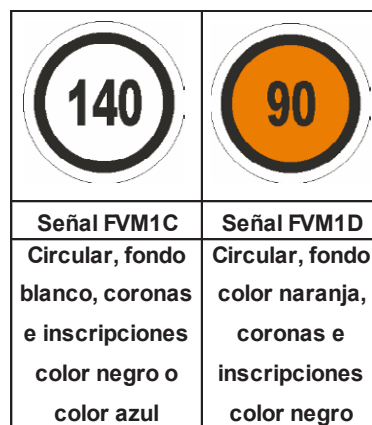 140
90
Señal FVM1C
Señal FVM1D
Circular, fondo
blanco, coronas
e inscripciones
color negro o
color azul
Circular, fondo
color naranja,
coronas e
inscripciones
color negro